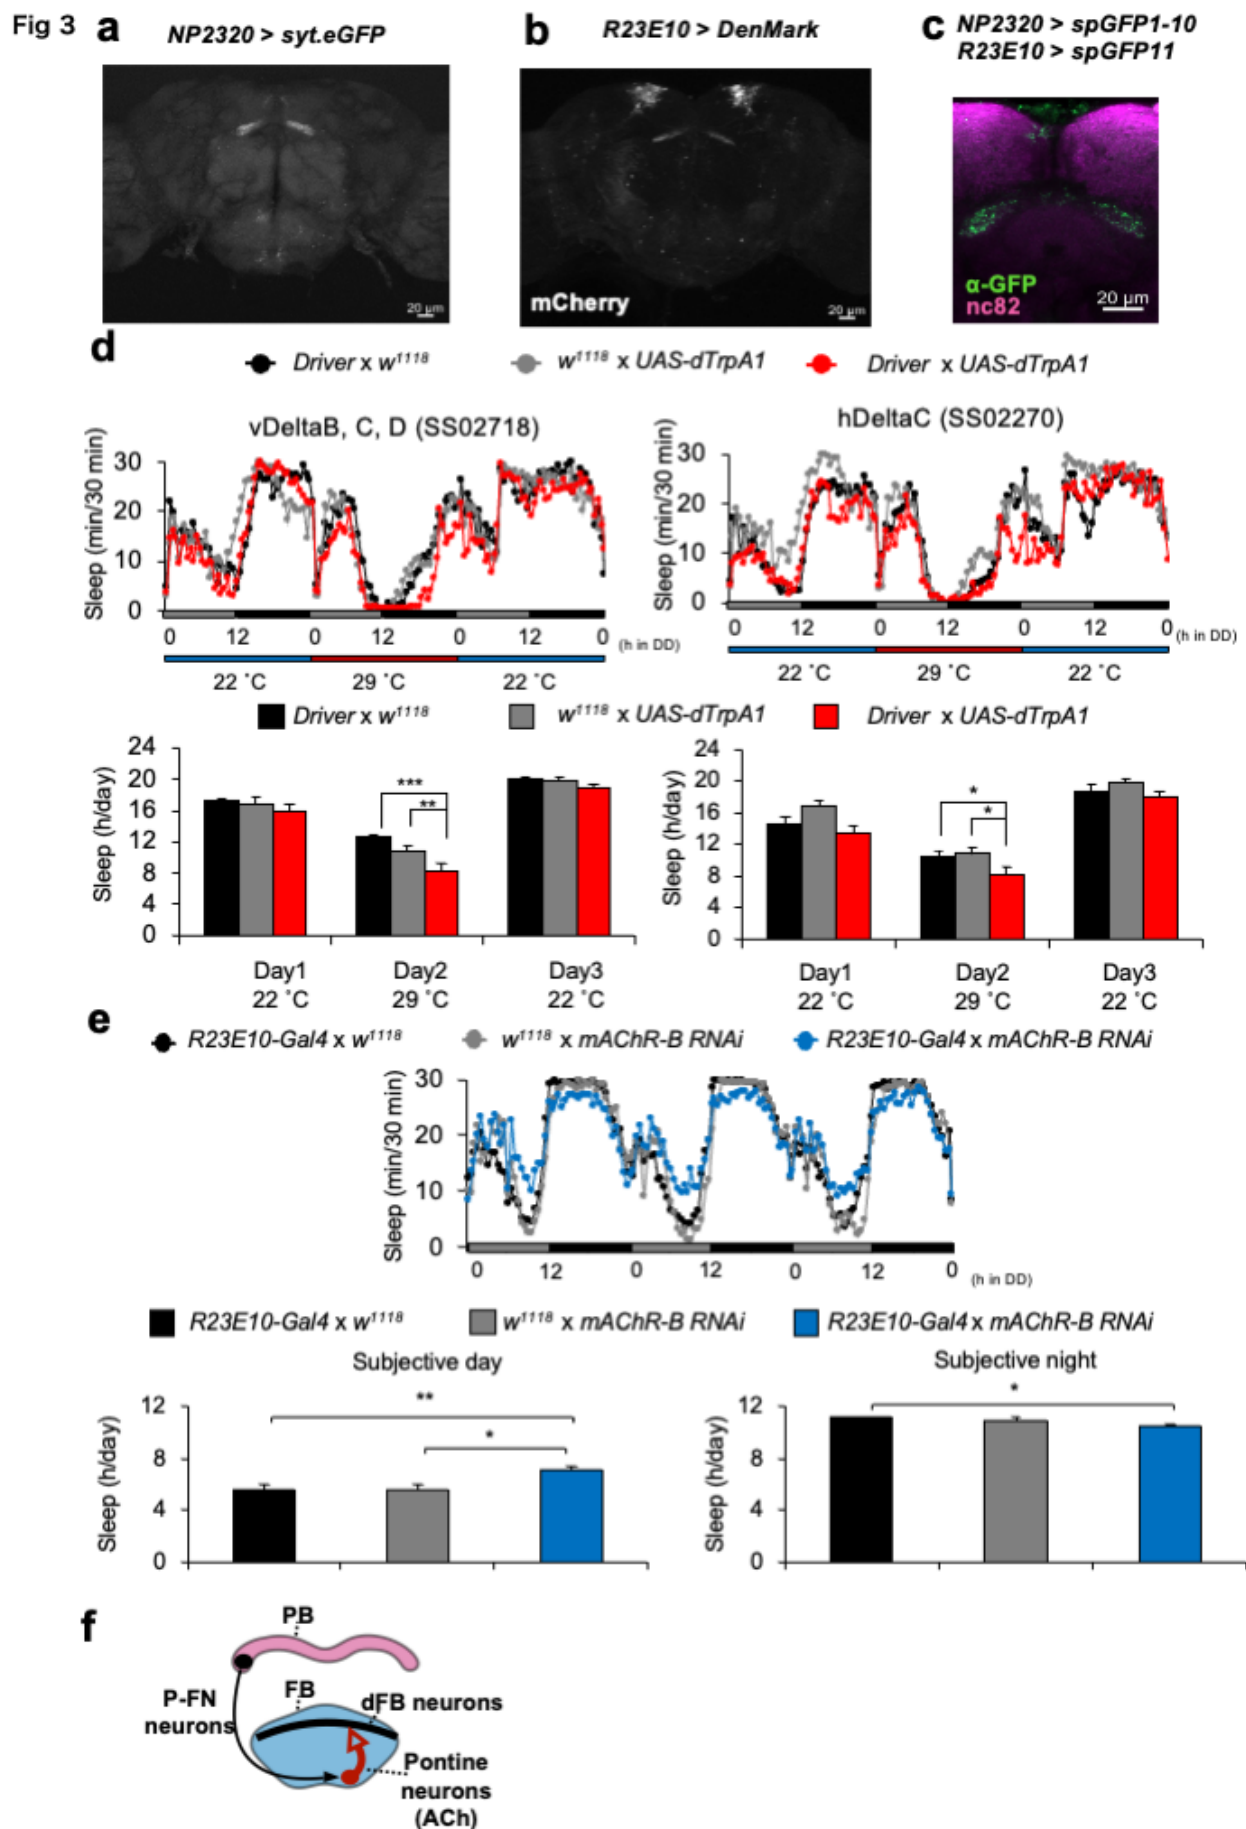 Fig 3
a
NP2320 > syt.eGFP
20 µm
b
R23E10 > DenMark
mCherry
20 µm
c
NP2320 > spGFP1-10
R23E10 > spGFP11
α-GFP
nc82
20 µm
d
Driver x w1118
w1118 x UAS-dTrpA1
Driver x UAS-dTrpA1
vDeltaB, C, D (SS02718)
Sleep (min/30 min)
30
20
10
0
0 12 0 12 0 12 0
(h in DD)
22 ˚C 29 ˚C 22 ˚C
hDeltaC (SS02270)
Sleep (min/30 min)
30
20
10
0
0 12 0 12 0 12 0
(h in DD)
22 ˚C 29 ˚C 22 ˚C
Driver x w1118
w1118 x UAS-dTrpA1
Driver x UAS-dTrpA1
Sleep (h/day)
24
20
16
12
8
4
0
***
**
Day1 Day2 Day3
22 ˚C 29 ˚C 22 ˚C
Sleep (h/day)
24
20
16
12
8
4
0
*
*
Day1 Day2 Day3
22 ˚C 29 ˚C 22 ˚C
e
R23E10-Gal4 x w1118
w1118 x mAChR-B RNAi
R23E10-Gal4 x mAChR-B RNAi
Sleep (min/30 min)
30
20
10
0
0 12 0 12 0 12 0
(h in DD)
R23E10-Gal4 x w1118
w1118 x mAChR-B RNAi
R23E10-Gal4 x mAChR-B RNAi
Subjective day
Sleep (h/day)
12
8
4
0
**
*
Subjective night
Sleep (h/day)
12
8
4
0
*
f
PB
FB
P-FN
neurons
dFB neurons
Pontine
neurons
(ACh)